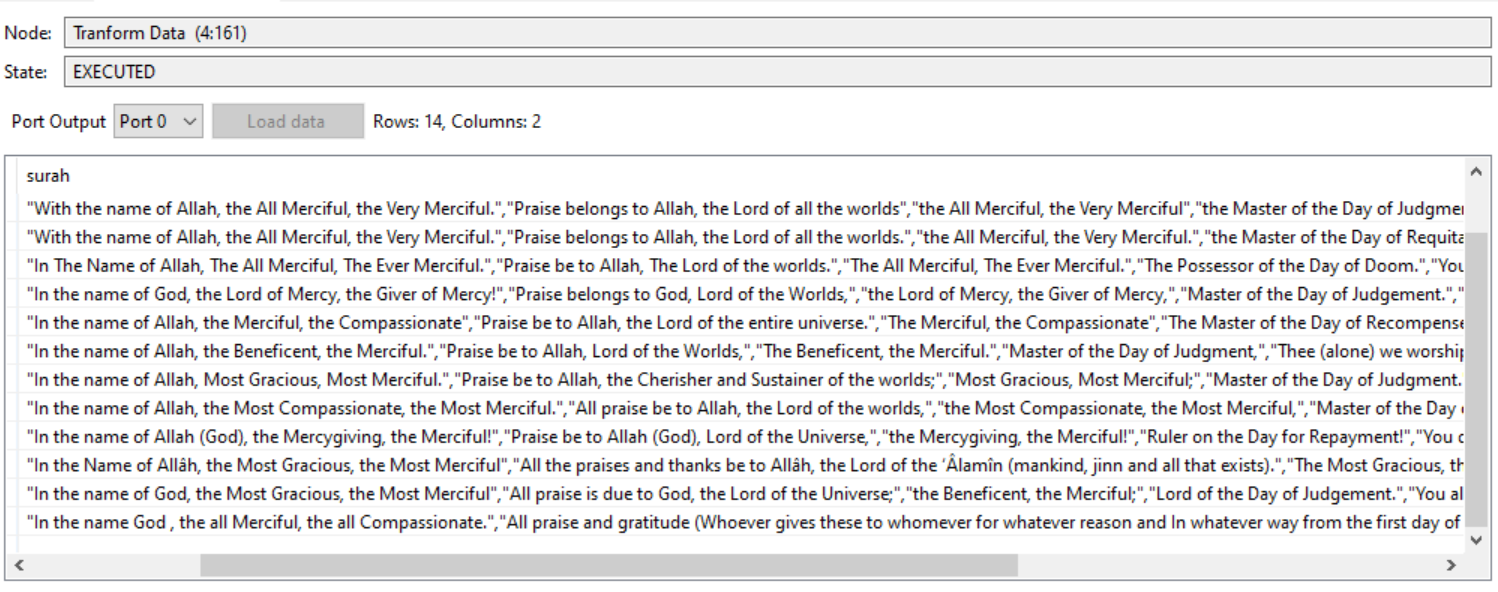 Node: Tranform Data (4:161)
State: EXECUTED
Port Output Port 0 Load data Rows: 14, Columns: 2
surah
"With the name of Allah, the All Merciful, the Very Merciful.","Praise belongs to Allah, the Lord of all the worlds","the All Merciful, the Very Merciful","the Master of the Day of
"With the name of Allah, the All Merciful, the Very Merciful.","Praise belongs to Allah, the Lord of all the worlds.","the All Merciful, the Very Merciful.","the Master of the Day of
"In The Name of Allah, The All Merciful, The Ever Merciful.","Praise be to Allah, The Lord of the worlds.","The All Merciful, The Ever Merciful.","The Possessor of the Day of Doom.","You
"In the name of God, the Lord of Mercy, the Giver of Mercy!","Praise belongs to God, Lord of the Worlds,","the Lord of Mercy, the Giver of Mercy,","Master of the Day of Judgement.","
"In the name of Allah, the Merciful, the Compassionate","Praise be to Allah, the Lord of the entire universe.","The Merciful, the Compassionate","The Master of the Day of Recompense
"In the name of Allah, the Beneficent, the Merciful.","Praise be to Allah, Lord of the Worlds,","The Beneficent, the Merciful.","Master of the Day of Judgment,","Thee (alone) we worship
"In the name of Allah, Most Gracious, Most Merciful.","Praise be to Allah, the Cherisher and Sustainer of the worlds;","Most Gracious, Most Merciful;","Master of the Day of Judgment.
"In the name of Allah, the Most Compassionate, the Most Merciful.","All praise be to Allah, the Lord of the worlds,","the Most Compassionate, the Most Merciful,","Master of the Day
"In the name of Allah (God), the Mercygiving, the Merciful!","Praise be to Allah (God), Lord of the Universe,","the Mercygiving, the Merciful!","Ruler on the Day for Repayment!","You
"In the Name of Allâh, the Most Gracious, the Most Merciful","All the praises and thanks be to Allâh, the Lord of the ‘Âlamîn (mankind, jinn and all that exists).","The Most Gracious, th
"In the name of God, the Most Gracious, the Most Merciful","All praise is due to God, the Lord of the Universe;","the Beneficent, the Merciful;","Lord of the Day of Judgement.","You al
"In the name God , the all Merciful, the all Compassionate.","All praise and gratitude (Whoever gives these to whomever for whatever reason and In whatever way from the first day of